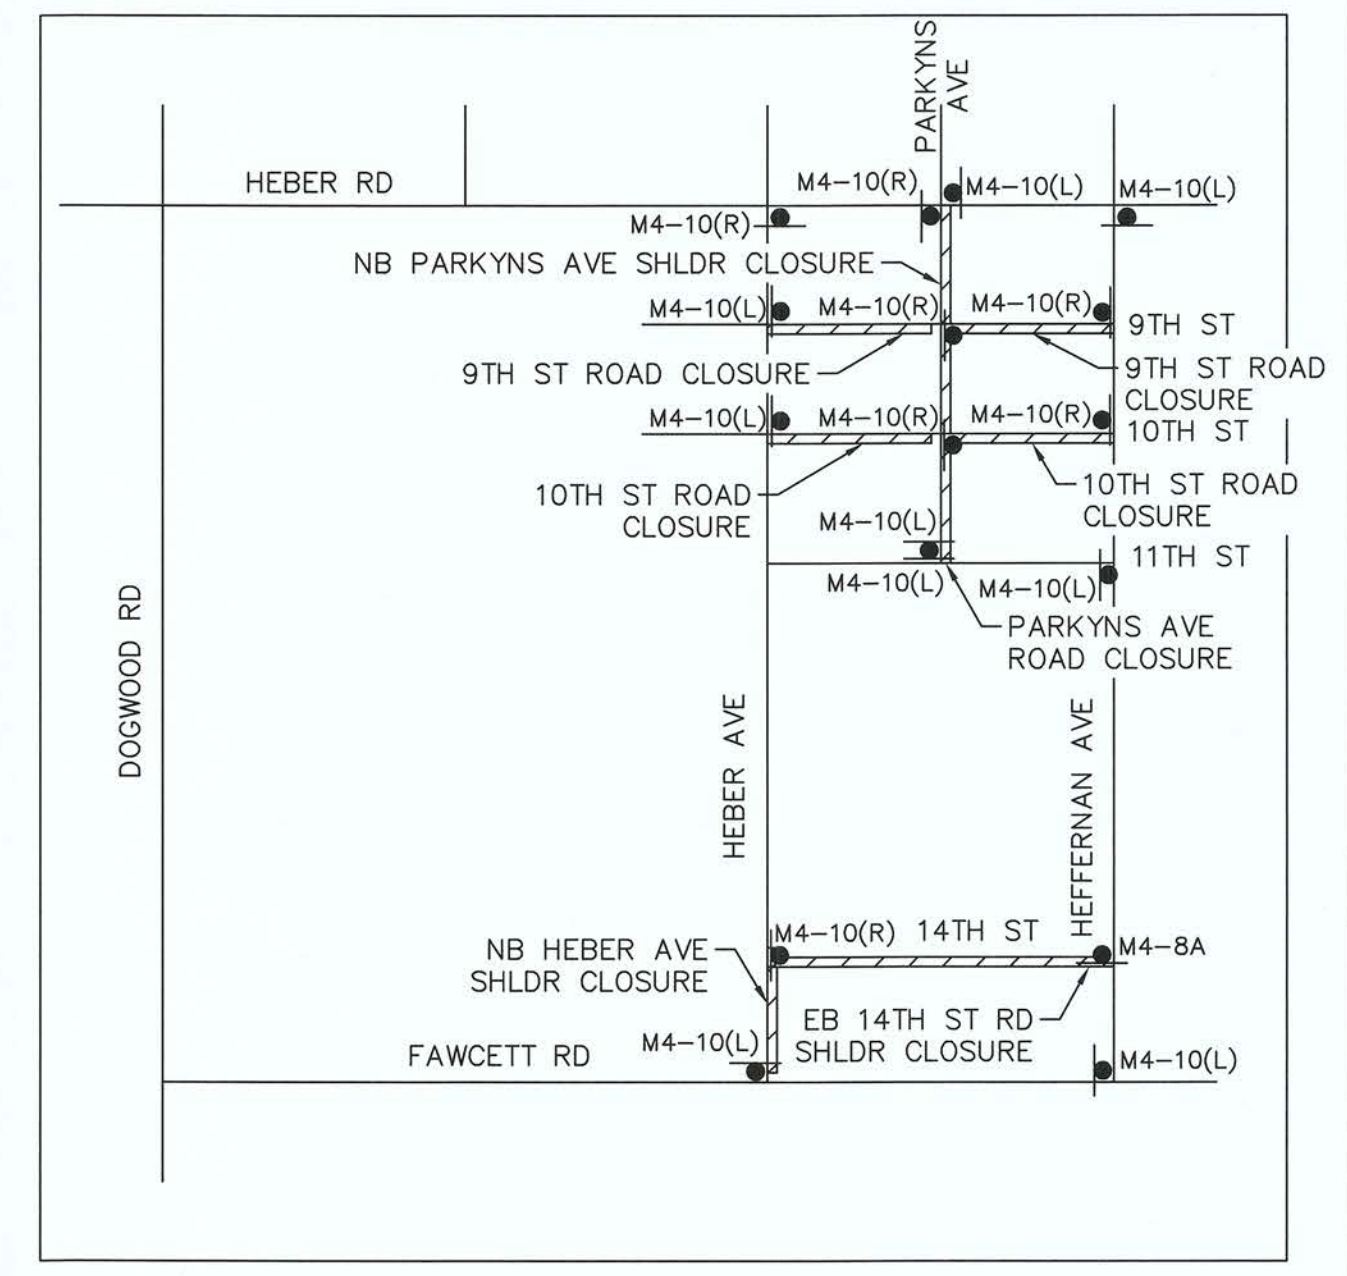 PARKYNS
AVE
HEBER RD
M4-10(R)
M4-10(L)
M4-10(L)
M4-10(R)
NB PARKYNS AVE SHLDR CLOSURE
M4-10(L)
M4-10(R)
M4-10(R)
9TH ST
9TH ST ROAD CLOSURE
9TH ST ROAD
CLOSURE
M4-10(L)
M4-10(R)
M4-10(R)
10TH ST
10TH ST ROAD
CLOSURE
10TH ST ROAD
CLOSURE
M4-10(L)
11TH ST
M4-10(L)
M4-10(L)
PARKYNS AVE
ROAD CLOSURE
DOGWOOD RD
HEBER AVE
HEFFERNAN AVE
M4-10(R)
14TH ST
M4-8A
NB HEBER AVE
SHLDR CLOSURE
EB 14TH ST RD
SHLDR CLOSURE
M4-10(L)
FAWCETT RD
M4-10(L)